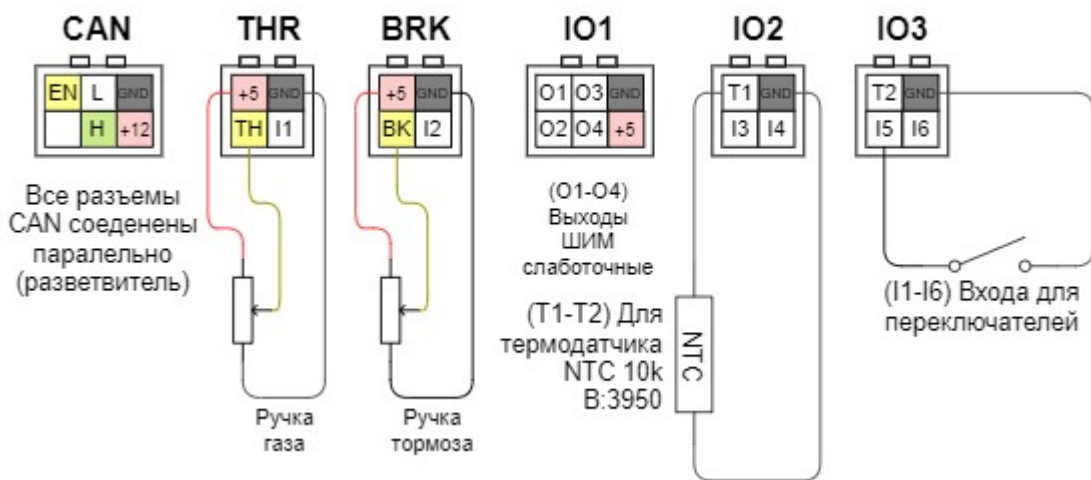 CAN
THR
BRK
IO1
IO2
IO3
EN L GND
H +12
+5 GND
TH I1
+5 GND
BK I2
O1 O3 GND
O2 O4 +5
T1 GND
I3 I4
T2 GND
I5 I6
Все разъемы
CAN соеденены
паралельно
(разветвитель)
Ручка
газа
Ручка
тормоза
(O1-O4)
Выходы
ШИМ
слаботочные
(T1-T2) Для
термодатчика
NTC 10k
B:3950
NTC
(I1-I6) Входа для
переключателей